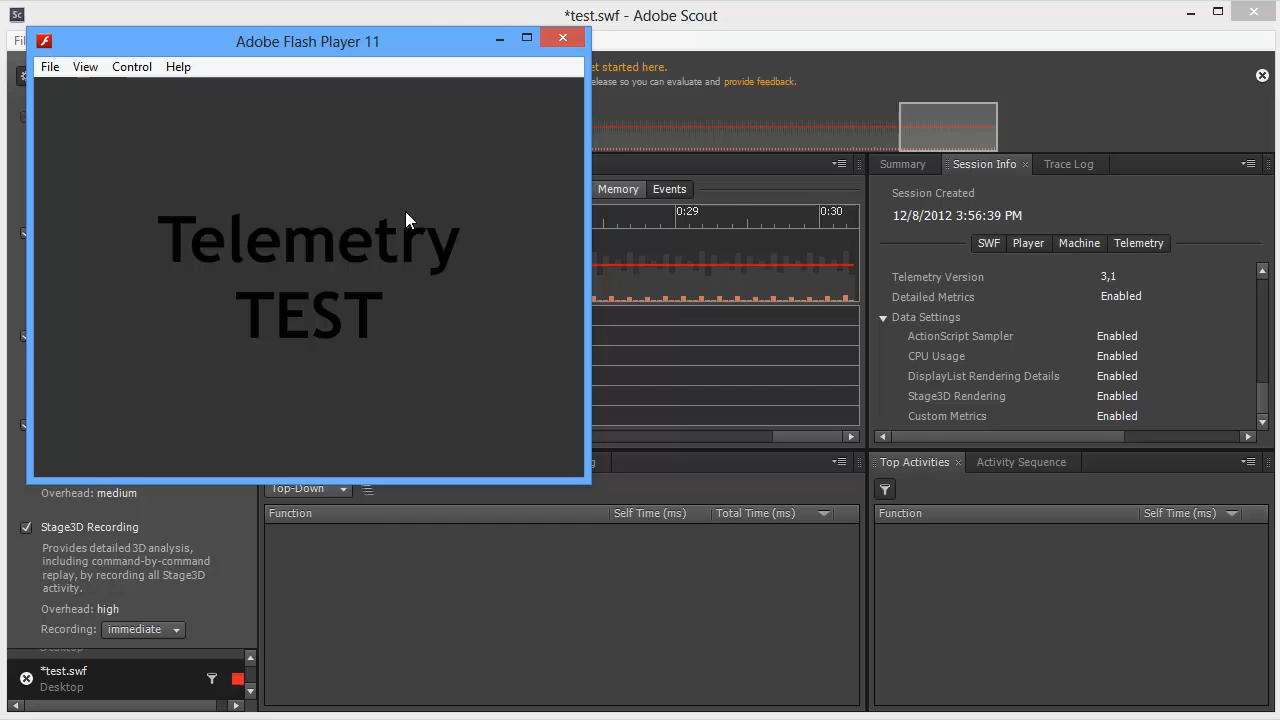 Sc
*test.swf - Adobe Scout
Adobe Flash Player 11
File View Control Help
Telemetry
TEST
get started here.
release so you can evaluate and provide feedback.
Memory Events
0:29 0:30
Summary Session Info Trace Log
Session Created
12/8/2012 3:56:39 PM
SWF Player Machine Telemetry
Telemetry Version 3,1
Detailed Metrics Enabled
Data Settings
ActionScript Sampler Enabled
CPU Usage Enabled
DisplayList Rendering Details Enabled
Stage3D Rendering Enabled
Custom Metrics Enabled
Overhead: medium
Stage3D Recording
Provides detailed 3D analysis,
including command-by-command
replay, by recording all Stage3D
activity.
Overhead: high
Recording: immediate
Desktop
*test.swf
Desktop
Top-Down
Function Self Time (ms) Total Time (ms)
Top Activities Activity Sequence
Function Self Time (ms)